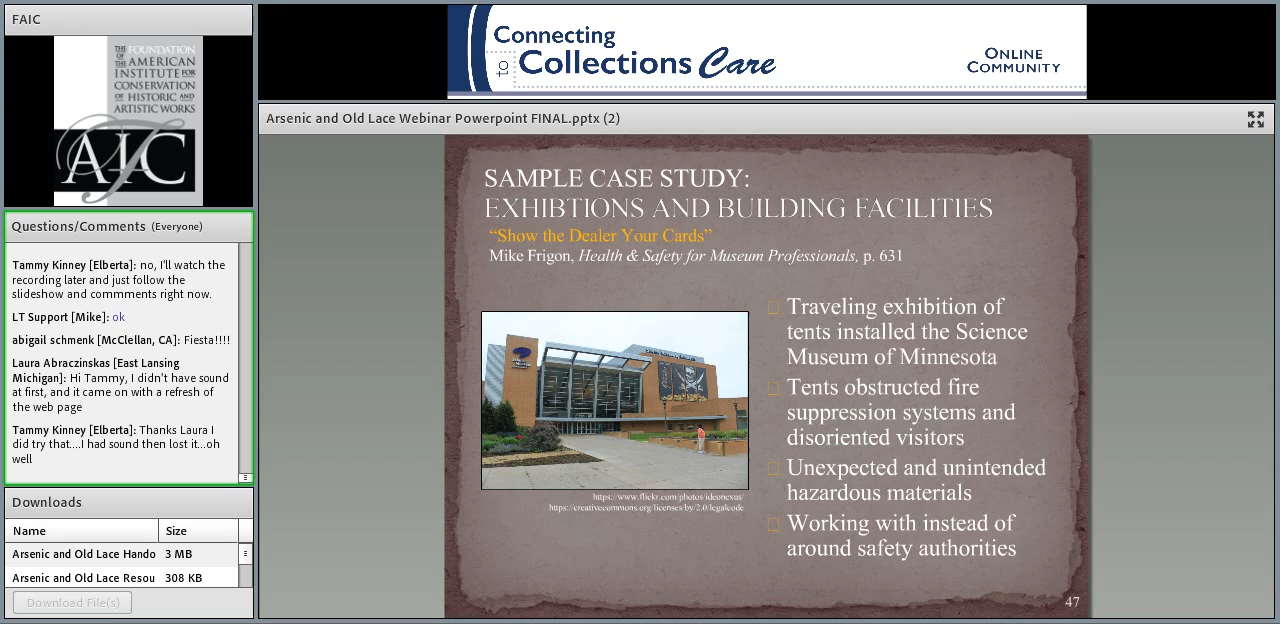 FAIC
THE FOUNDATION
OF THE AMERICAN
INSTITUTE FOR
CONSERVATION
OF HISTORIC AND
ARTISTIC WORKS
AIC
Questions/Comments (Everyone)
Tammy Kinney [Elberta]: no, I'll watch the
recording later and just follow the
slideshow and commments right now.
LT Support [Mike]: ok
abigail schmenk [McClellan, CA]: Fiesta!!!!
Laura Abraczinskas [East Lansing
Michigan]: Hi Tammy, I didn't have sound
at first, and it came on with a refresh of
the web page
Tammy Kinney [Elberta]: Thanks Laura I
did try that....I had sound then lost it...oh
well
Downloads
Name Size
Arsenic and Old Lace Hando 3 MB
Arsenic and Old Lace Resou 308 KB
Download File(s)
Connecting
to Collections Care
ONLINE
COMMUNITY
Arsenic and Old Lace Webinar Powerpoint FINAL.pptx (2)
SAMPLE CASE STUDY:
EXHIBTIONS AND BUILDING FACILITIES
“Show the Dealer Your Cards”
Mike Frigon, Health & Safety for Museum Professionals, p. 631
Traveling exhibition of
tents installed the Science
Museum of Minnesota
Tents obstructed fire
suppression systems and
disoriented visitors
Unexpected and unintended
hazardous materials
Working with instead of
around safety authorities
https://www.flickr.com/photos/ideonexus/
https://creativecommons.org/licenses/by/2.0/legalcode
47